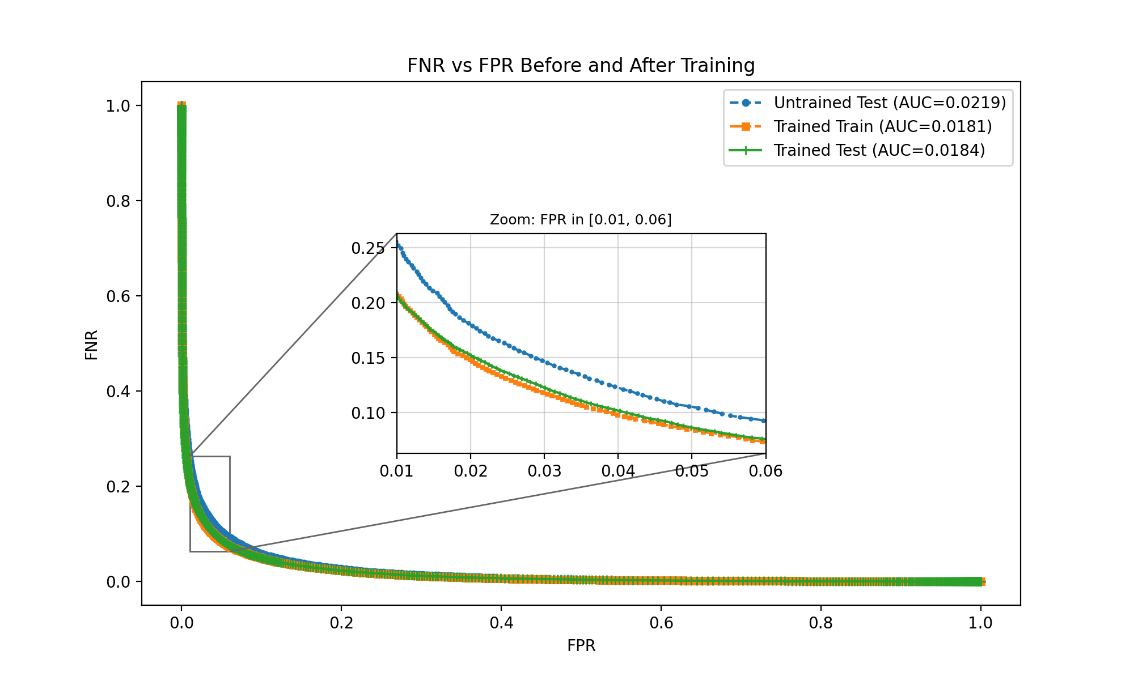 FNR vs FPR Before and After Training
Untrained Test (AUC=0.0219)
Trained Train (AUC=0.0181)
Trained Test (AUC=0.0184)
1.0
0.8
0.6
0.4
0.2
0.0
FNR
Zoom: FPR in [0.01, 0.06]
0.25
0.20
0.15
0.10
0.01 0.02 0.03 0.04 0.05 0.06
0.0 0.2 0.4 0.6 0.8 1.0
FPR